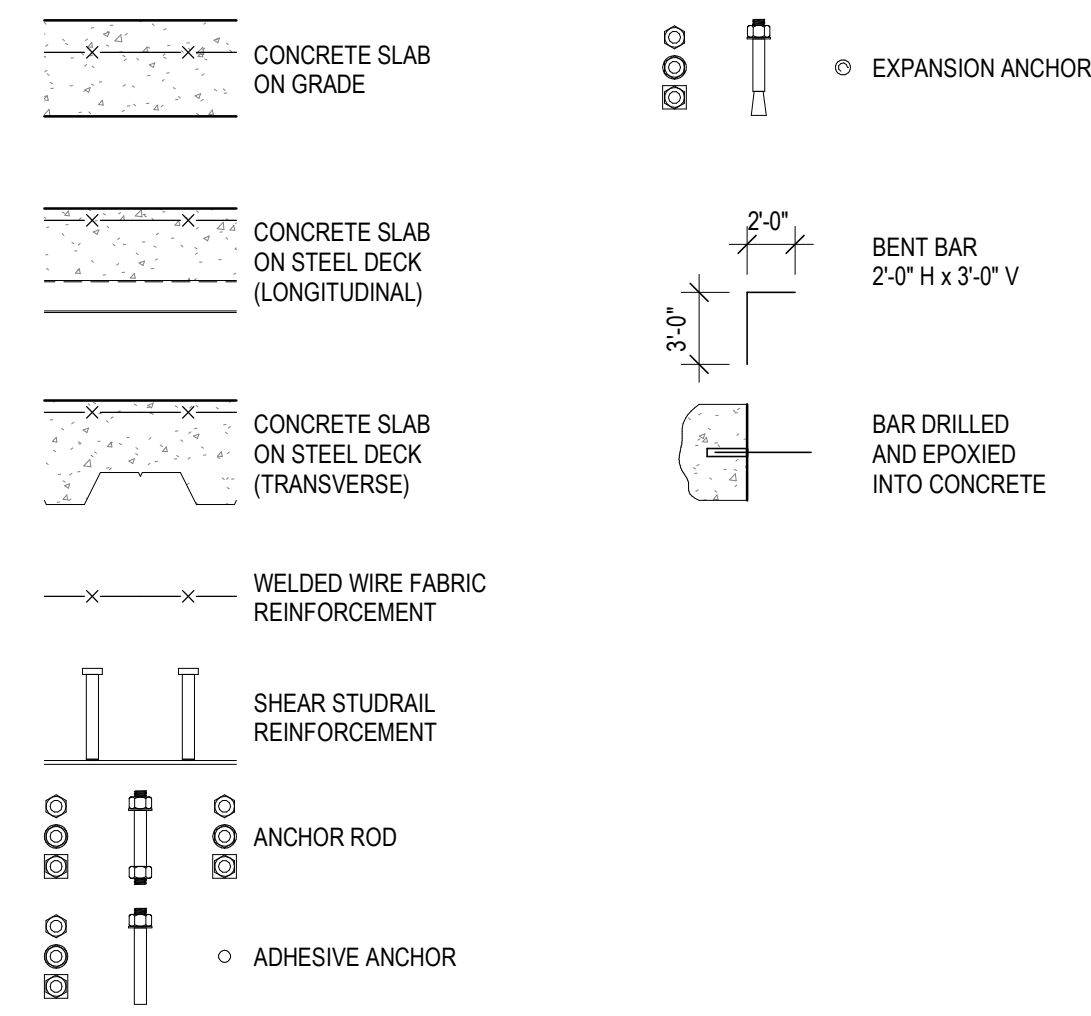 CONCRETE SLAB
ON GRADE
CONCRETE SLAB
ON STEEL DECK
(LONGITUDINAL)
CONCRETE SLAB
ON STEEL DECK
(TRANSVERSE)
WELDED WIRE FABRIC
REINFORCEMENT
SHEAR STUDRAIL
REINFORCEMENT
ANCHOR ROD
ADHESIVE ANCHOR
EXPANSION ANCHOR
2'-0"
3'-0"
BENT BAR
2'-0" H x 3'-0" V
BAR DRILLED
AND EPOXIED
INTO CONCRETE